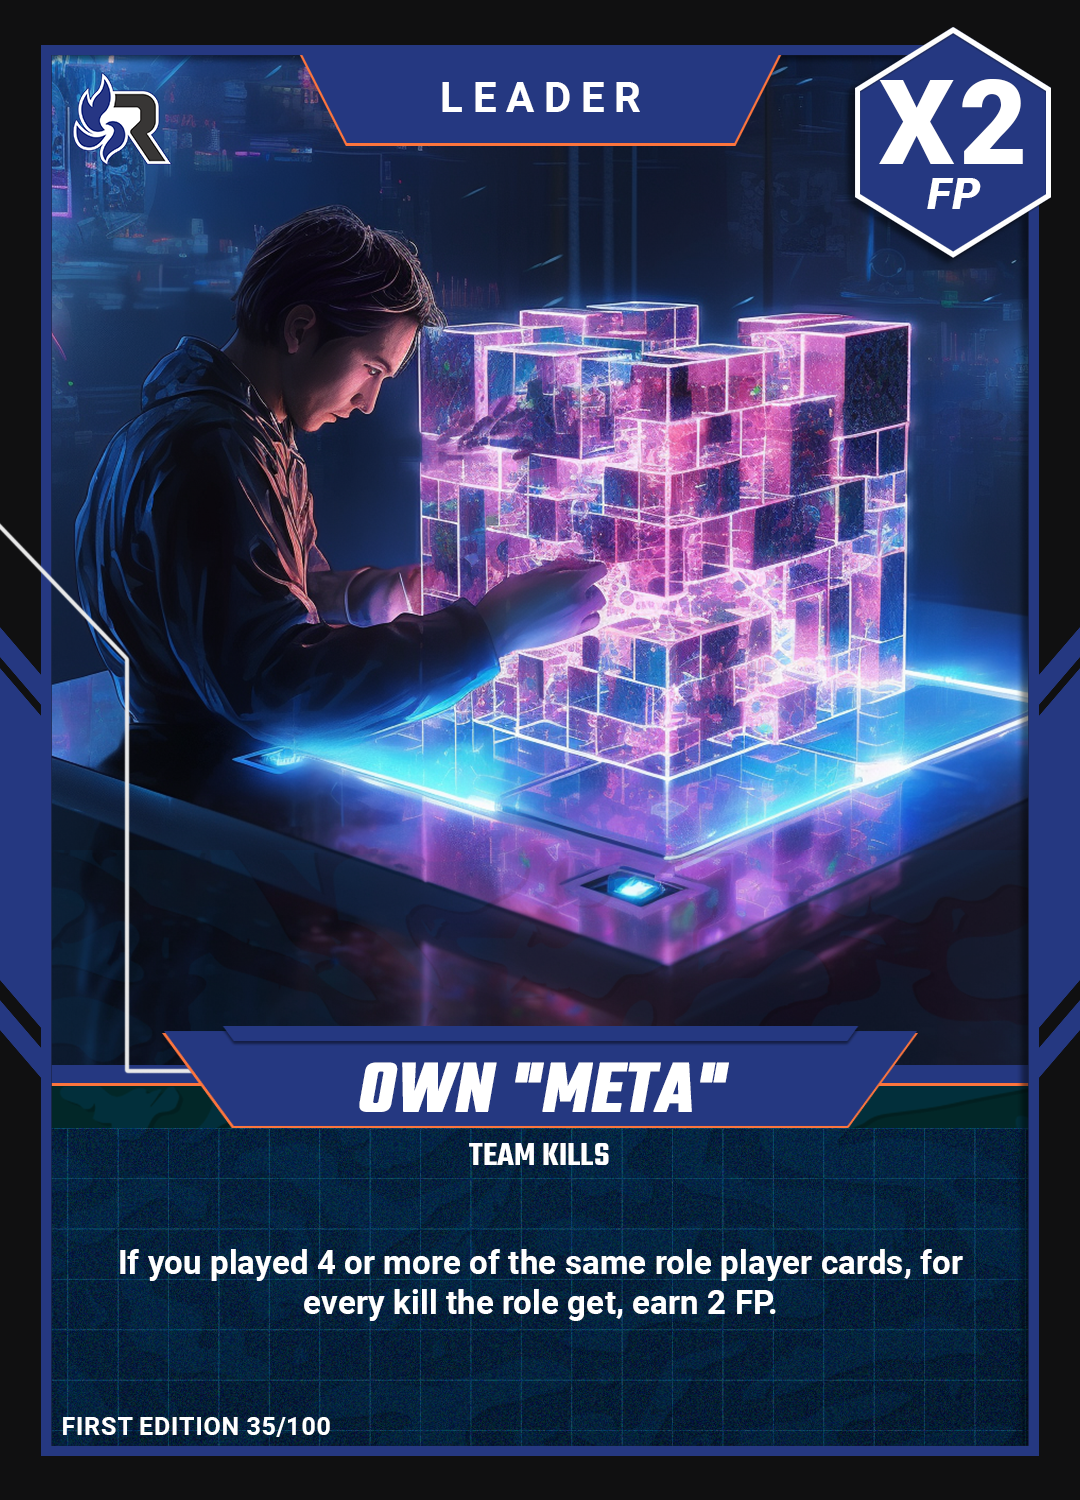 LEADER
X2
FP
R
OWN "META"
TEAM KILLS
If you played 4 or more of the same role player cards, for
every kill the role get, earn 2 FP.
FIRST EDITION 35/100